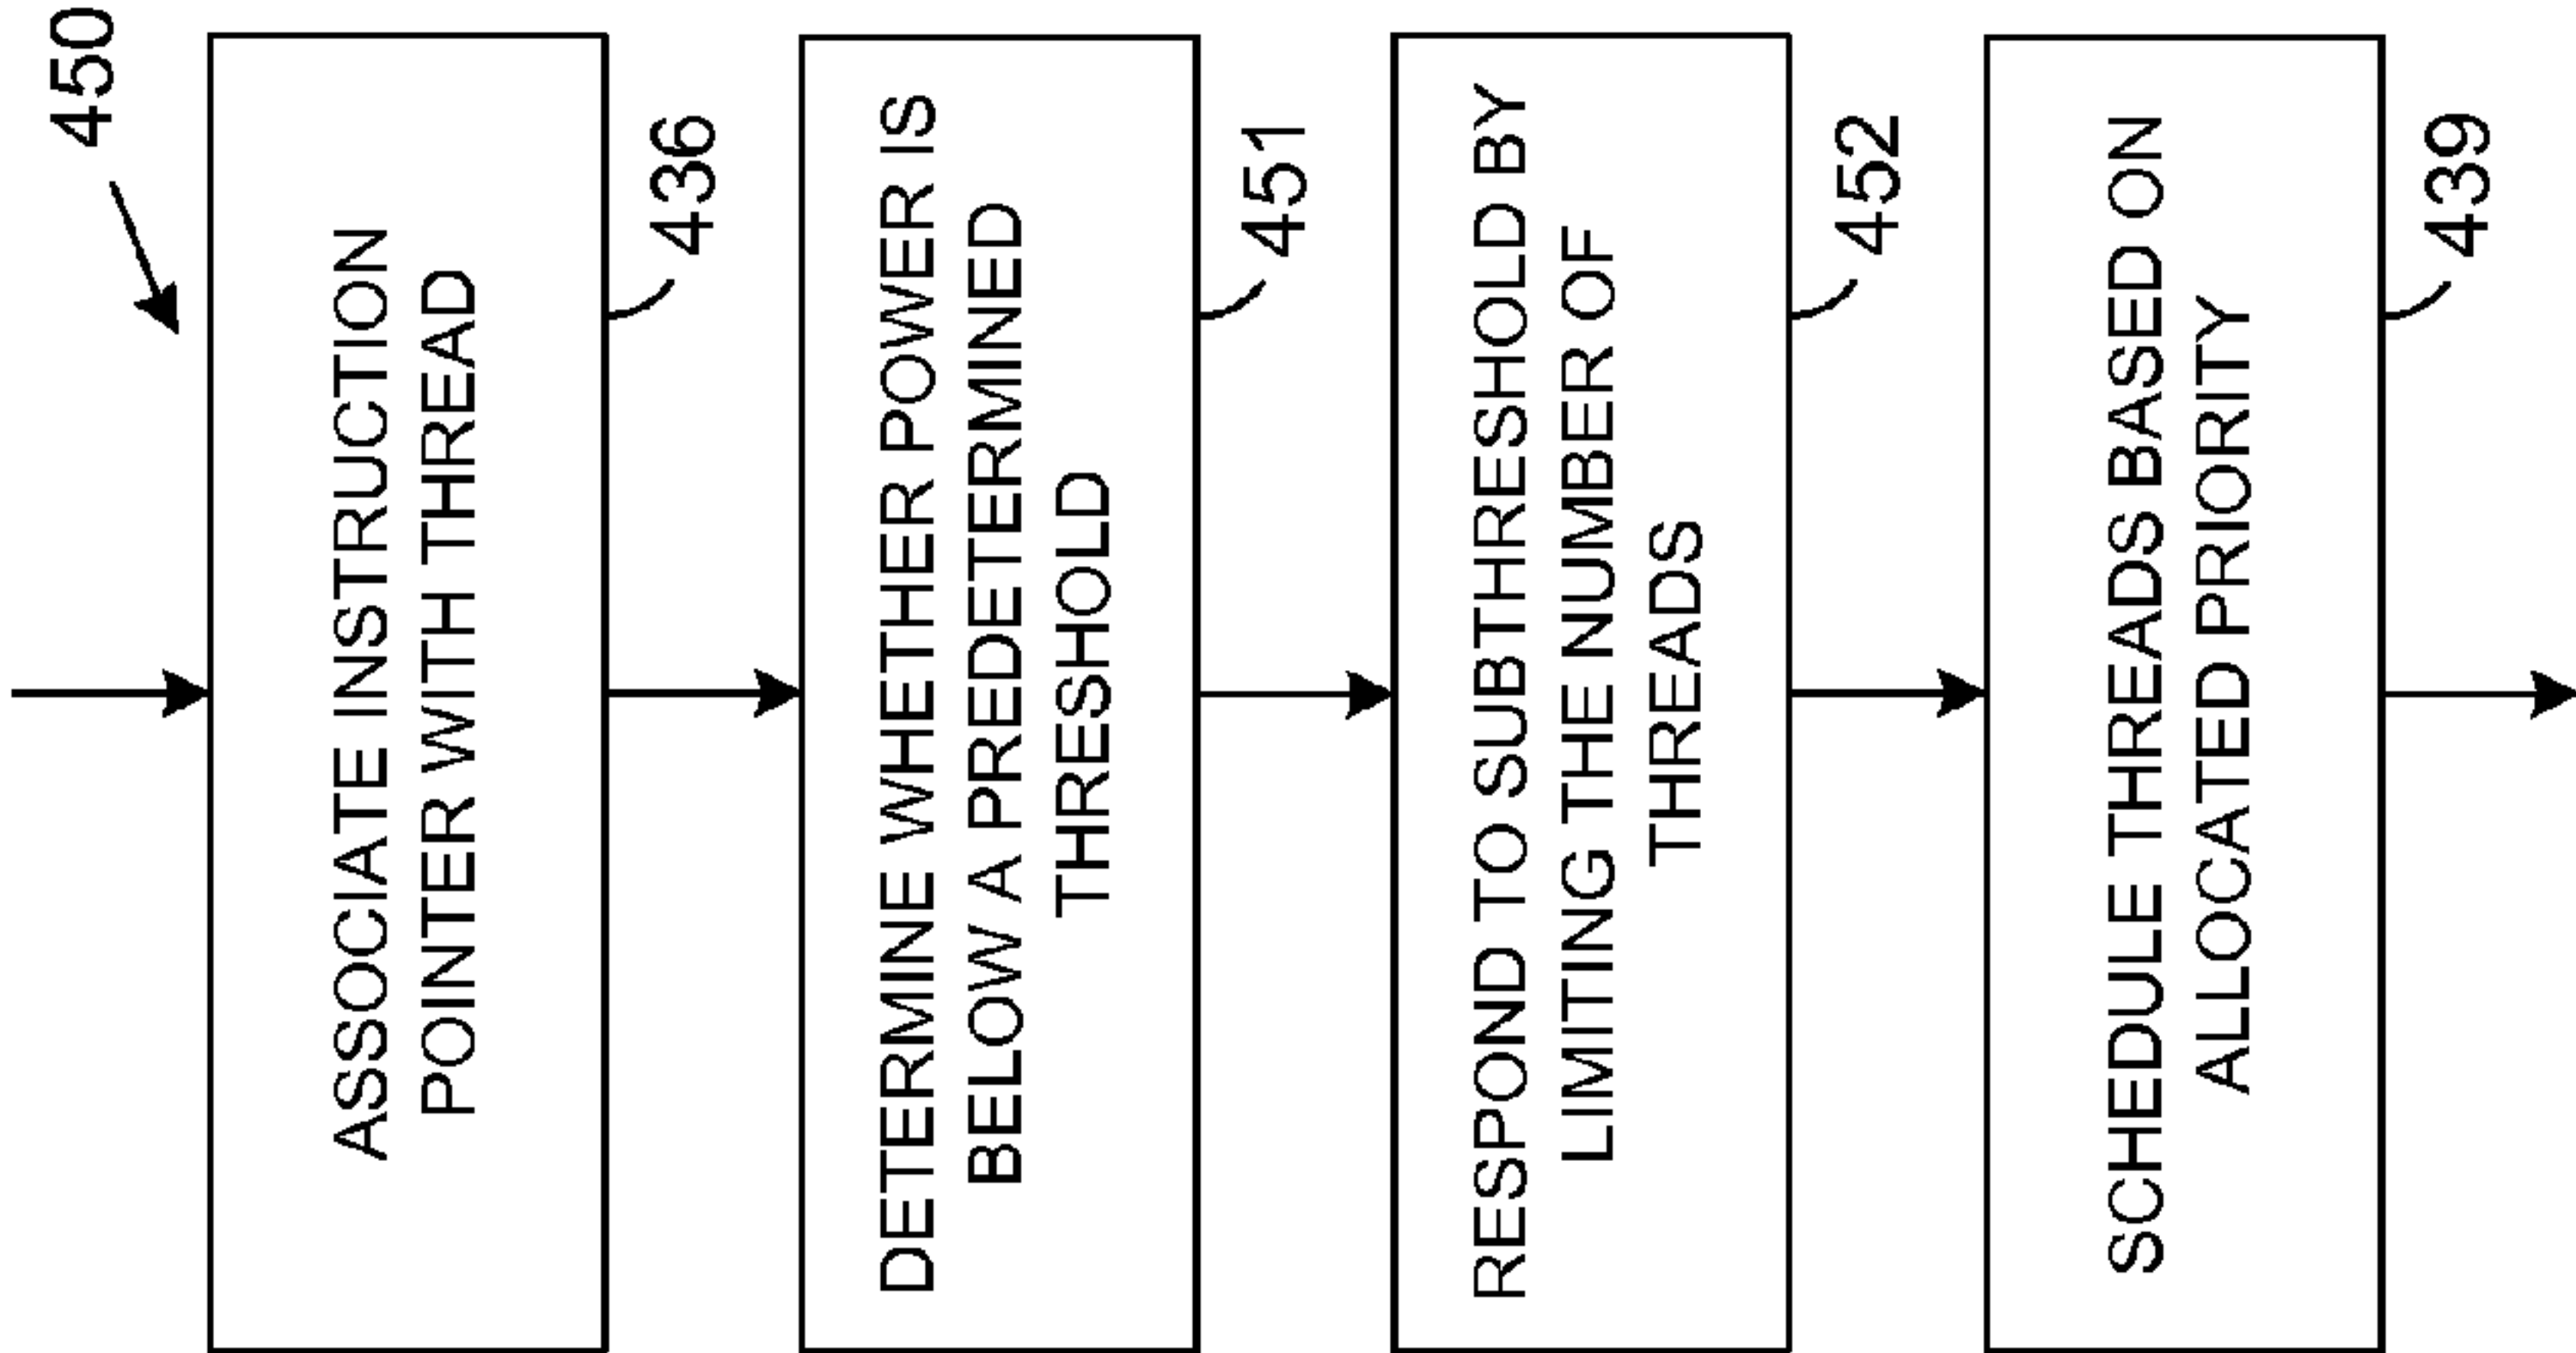 450
ASSOCIATE INSTRUCTION
POINTER WITH THREAD
436
DETERMINE WHETHER POWER IS
BELOW A PREDETERMINED
THRESHOLD
451
RESPOND TO SUBTHRESHOLD BY
LIMITING THE NUMBER OF
THREADS
452
SCHEDULE THREADS BASED ON
ALLOCATED PRIORITY
439